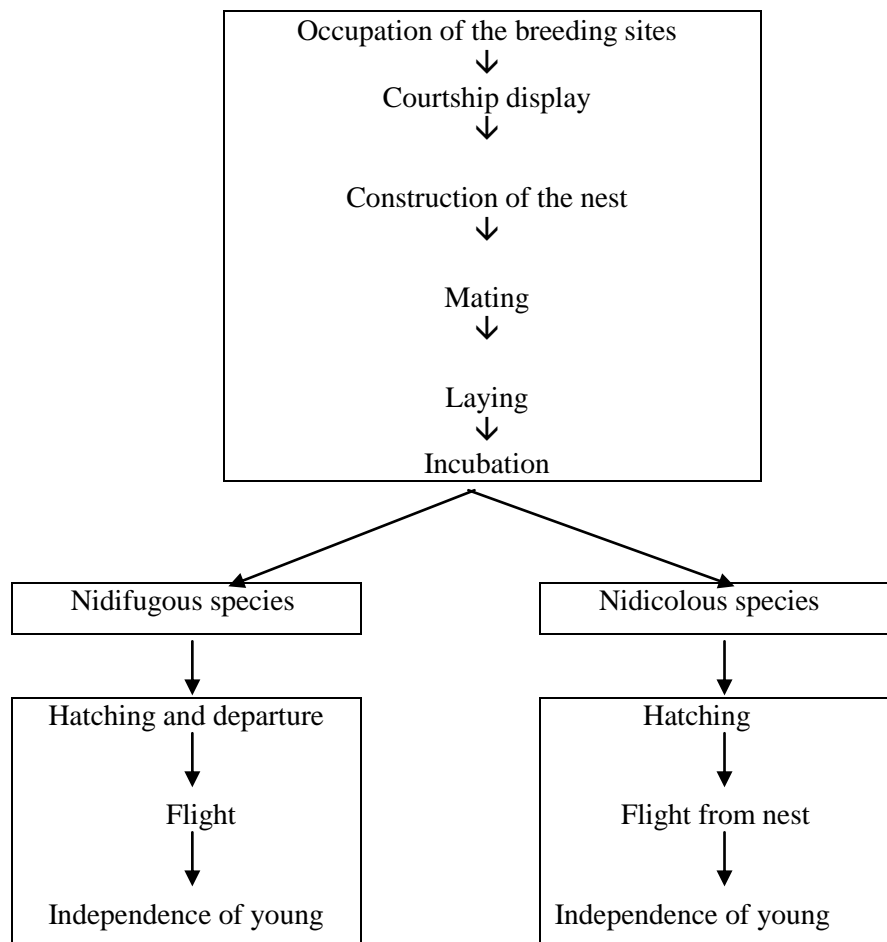 Occupation of the breeding sites
Courtship display
Construction of the nest
Mating
Laying
Incubation
Nidifugous species
Nidicolous species
Hatching and departure
Flight
Independence of young
Hatching
Flight from nest
Independence of young